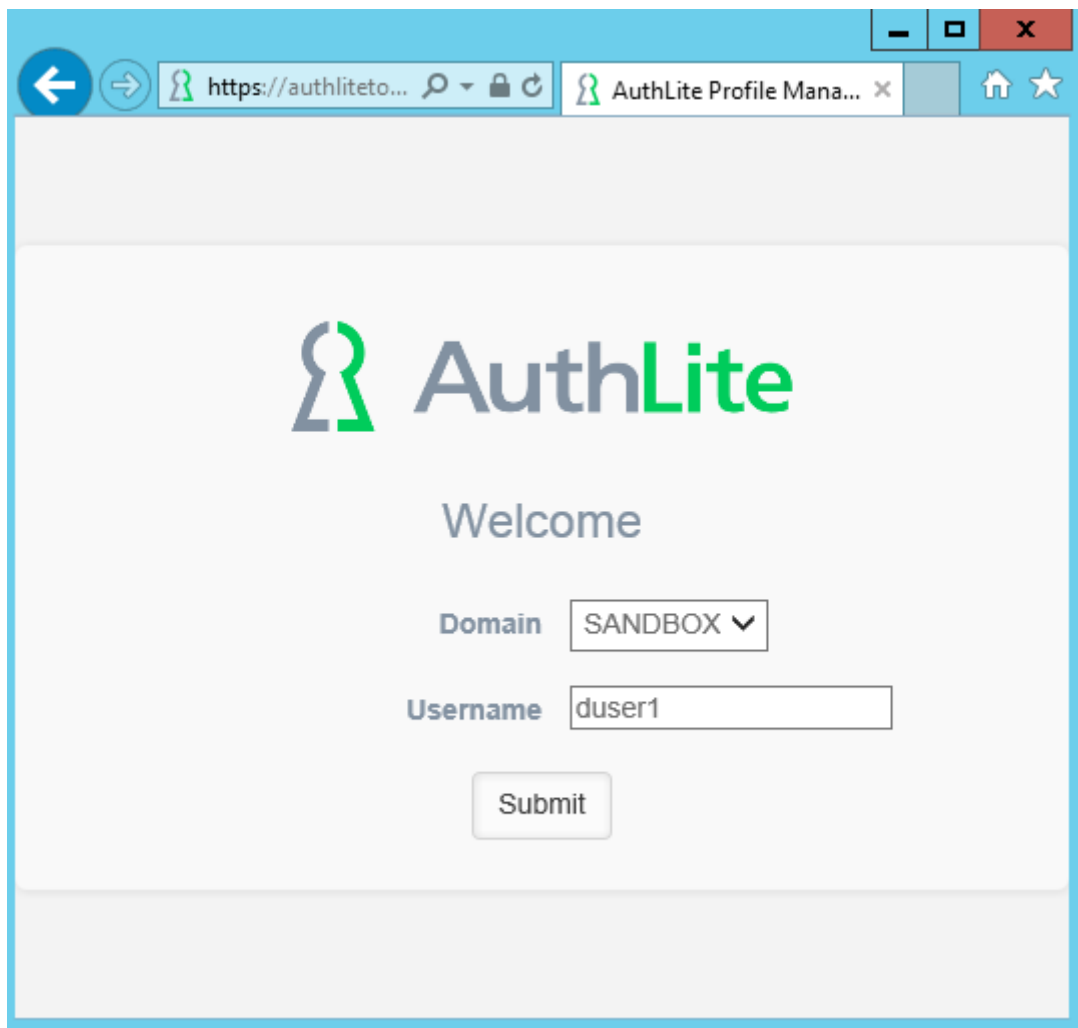 https://authliteto...
AuthLite Profile Mana...
AuthLite
Welcome
Domain SANDBOX
Username duser1
Submit